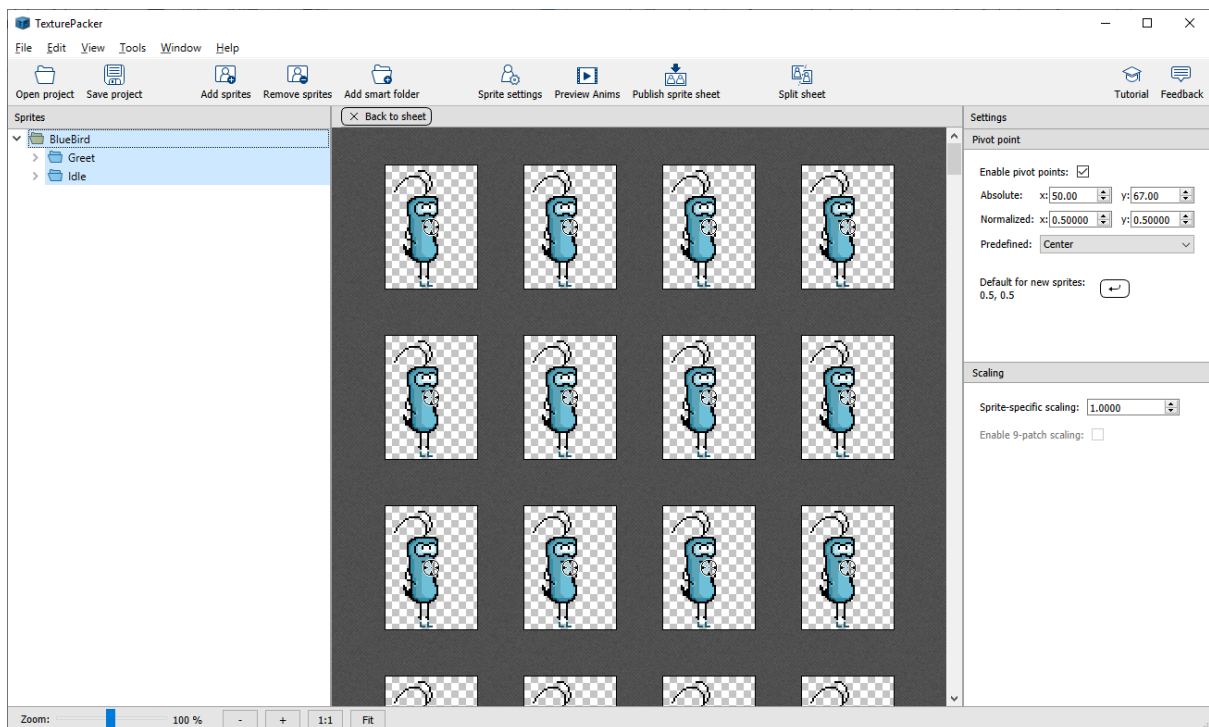 TexturePacker
File Edit View Tools Window Help
Open project Save project Add sprites Remove sprites Add smart folder Sprite settings Preview Anims Publish sprite sheet Split sheet Tutorial Feedback
Sprites
× Back to sheet
Settings
BlueBird
Greet
Idle
Pivot point
Enable pivot points:
Absolute: x: 50.00 y: 67.00
Normalized: x: 0.50000 y: 0.50000
Predefined: Center
Default for new sprites:
0.5, 0.5
Scaling
Sprite-specific scaling: 1.0000
Enable 9-patch scaling:
Zoom: 100 % - + 1:1 Fit